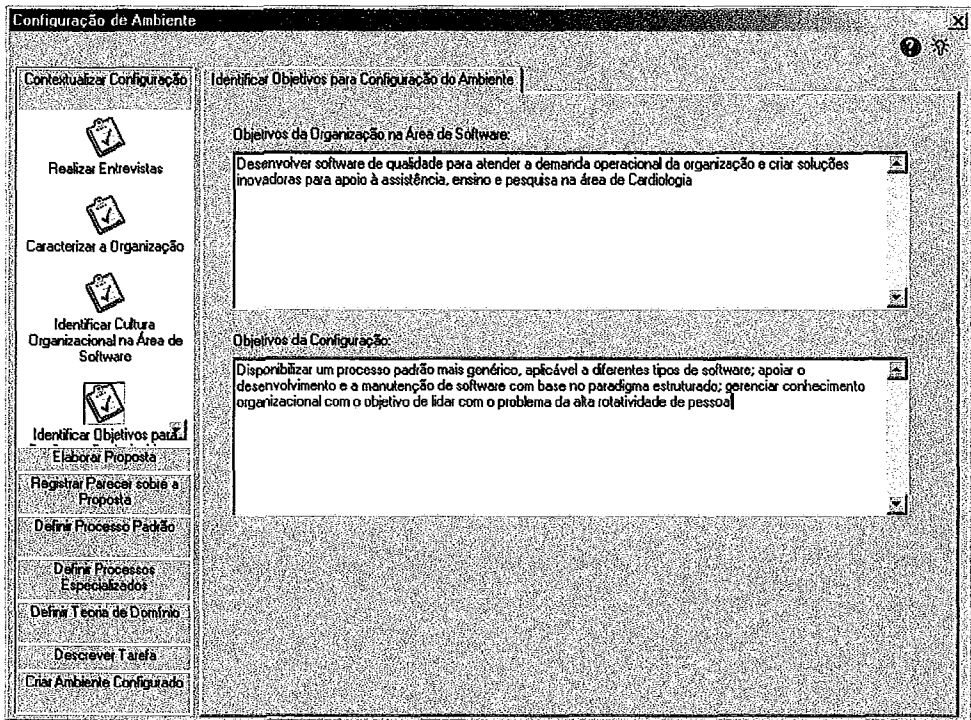 Configuração de Ambiente
Contextualizar Configuração
Realizar Entrevistas
Caracterizar a Organização
Identificar Cultura
Organizacional na Área de
Software
Identificar Objetivos para
Elaborar Proposta
Registrar Parecer sobre a
Proposta
Definir Processo Padrão
Definir Processos
Especializados
Definir Teoria de Domínio
Descrever Tarefa
Criar Ambiente Configurado
Identificar Objetivos para Configuração do Ambiente
Objetivos da Organização na Área de Software:
Desenvolver software de qualidade para atender a demanda operacional da organização e criar soluções
inovadoras para apoio à assistência, ensino e pesquisa na área de Cardiologia
Objetivos da Configuração:
Disponibilizar um processo padrão mais genérico, aplicável a diferentes tipos de software; apoiar o
desenvolvimento e a manutenção de software com base no paradigma estruturado; gerenciar conhecimento
organizacional com o objetivo de lidar com o problema da alta rotatividade de pessoal